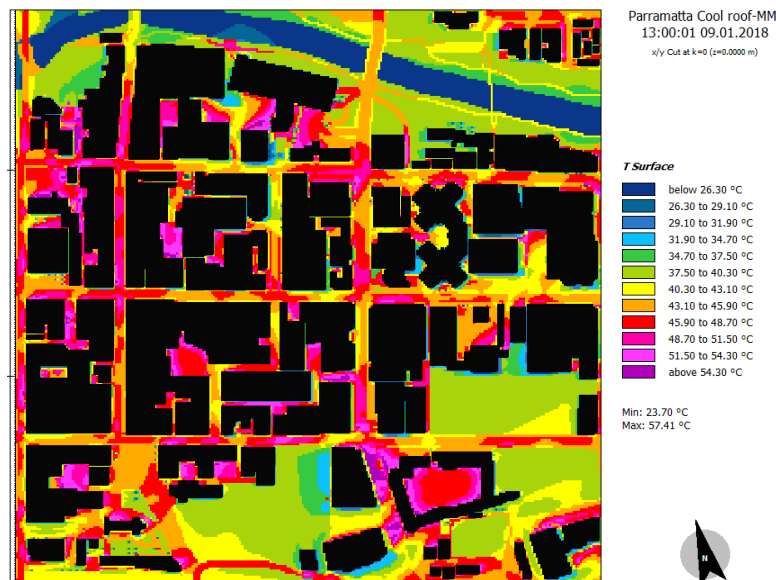 Parramatta Cool roof-MM
13:00:01 09.01.2018
x/y Cut at k=0 (z=0.0000 m)
T Surface
below 26.30 °C
26.30 to 29.10 °C
29.10 to 31.90 °C
31.90 to 34.70 °C
34.70 to 37.50 °C
37.50 to 40.30 °C
40.30 to 43.10 °C
43.10 to 45.90 °C
45.90 to 48.70 °C
48.70 to 51.50 °C
51.50 to 54.30 °C
above 54.30 °C
Min: 23.70 °C
Max: 57.41 °C
N